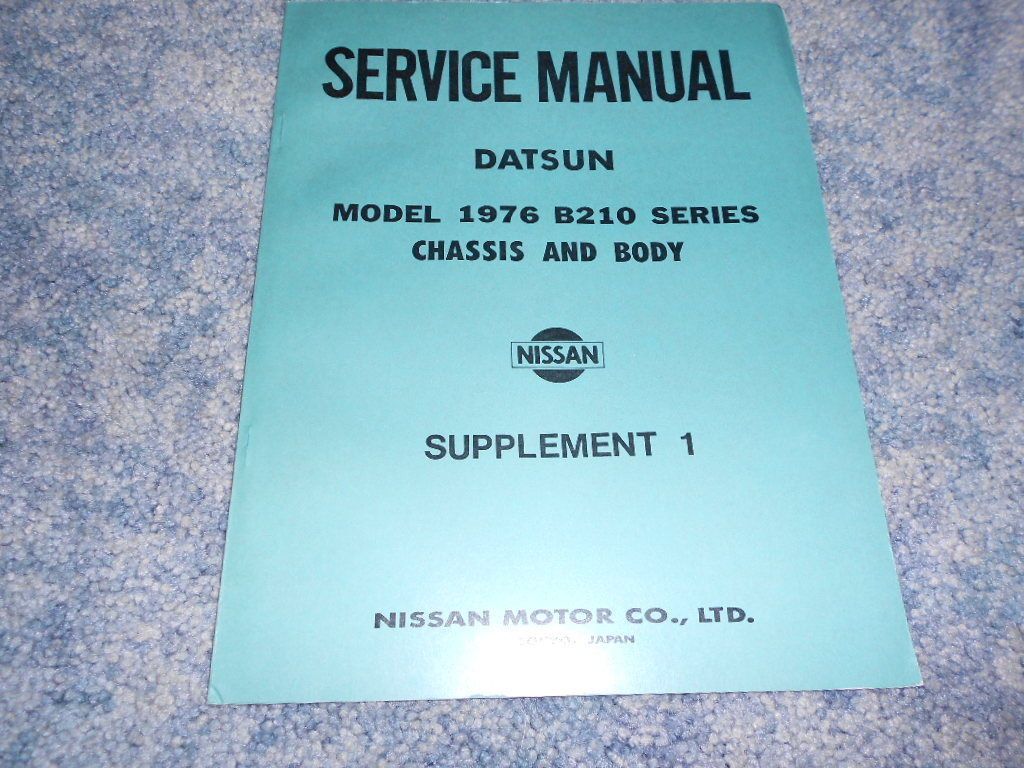 SERVICE MANUAL
DATSUN
MODEL 1976 B210 SERIES
CHASSIS AND BODY
NISSAN
SUPPLEMENT 1
NISSAN MOTOR CO., LTD.
JAPAN